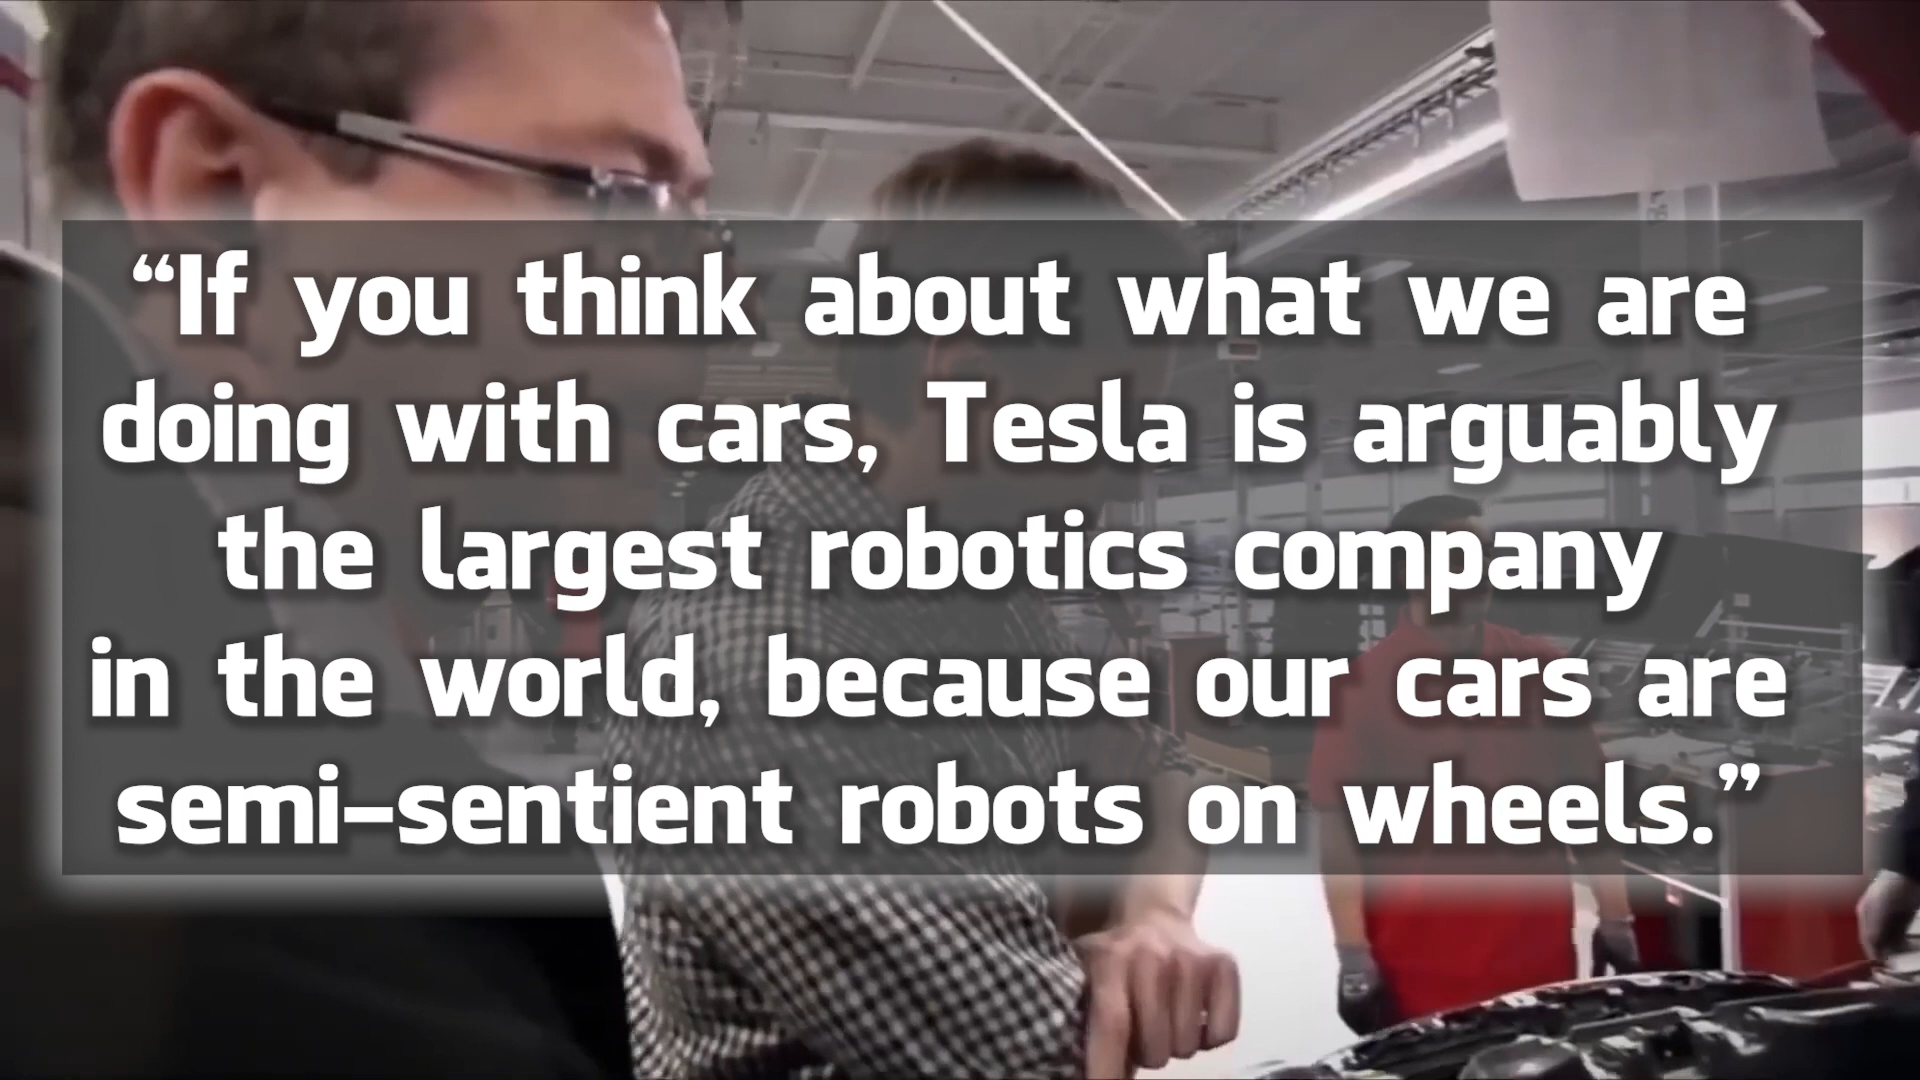 “If you think about what we are
doing with cars, Tesla is arguably
the largest robotics company
in the world, because our cars are
semi-sentient robots on wheels.”